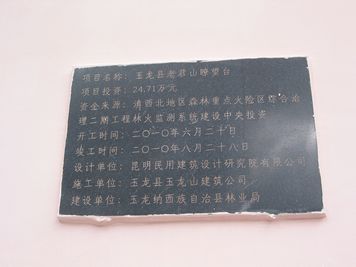 项目名称：玉龙县老君山瞭望台
项目投资：24.71万元
资金来源：滇西北地区森林重点火险区综合治
理二期工程林火监测系统建设中央投资
开工时间：二〇一〇年六月二十日
竣工时间：二〇一〇年八月二十八日
设计单位：昆明民用建筑设计研究院有限公司
施工单位：玉龙县玉龙山建筑公司
建设单位：玉龙纳西族自治县林业局